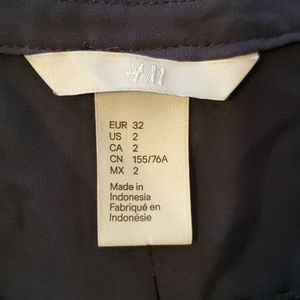 H&M
EUR 32
US 2
CA 2
CN 155/76A
MX 2
Made in
Indonesia
Fabriqué en
Indonésie